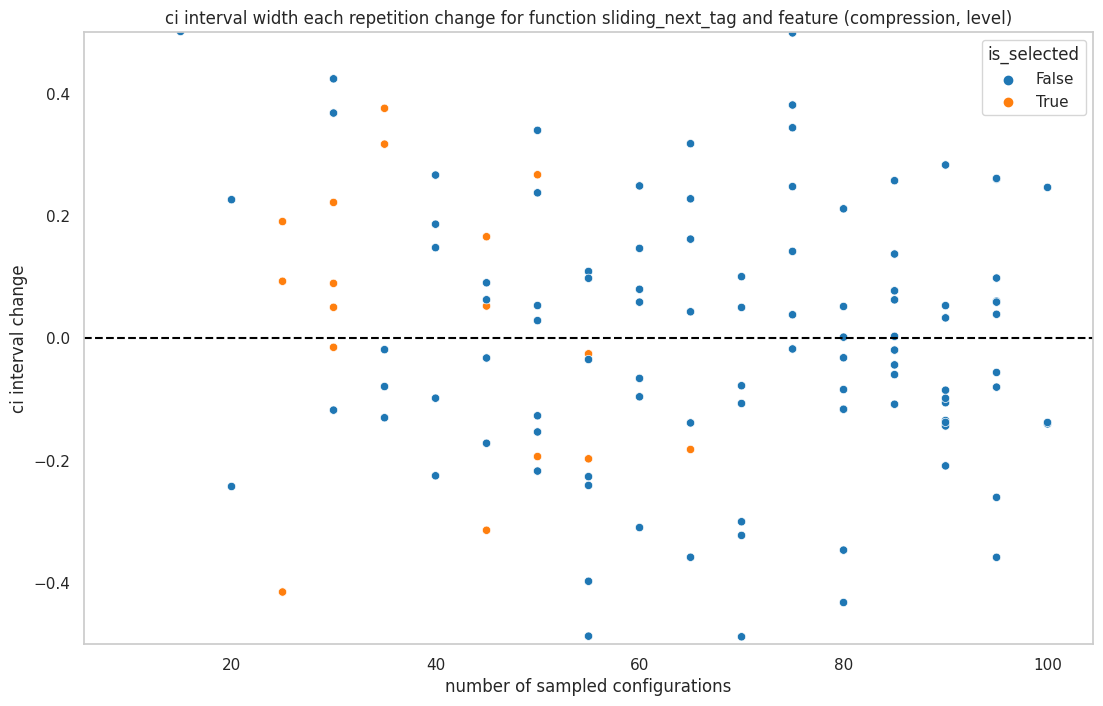 ci interval width each repetition change for function sliding_next_tag and feature (compression, level)
is_selected
False
True
ci interval change
0.4
0.2
0.0
−0.2
−0.4
20 40 60 80 100
number of sampled configurations